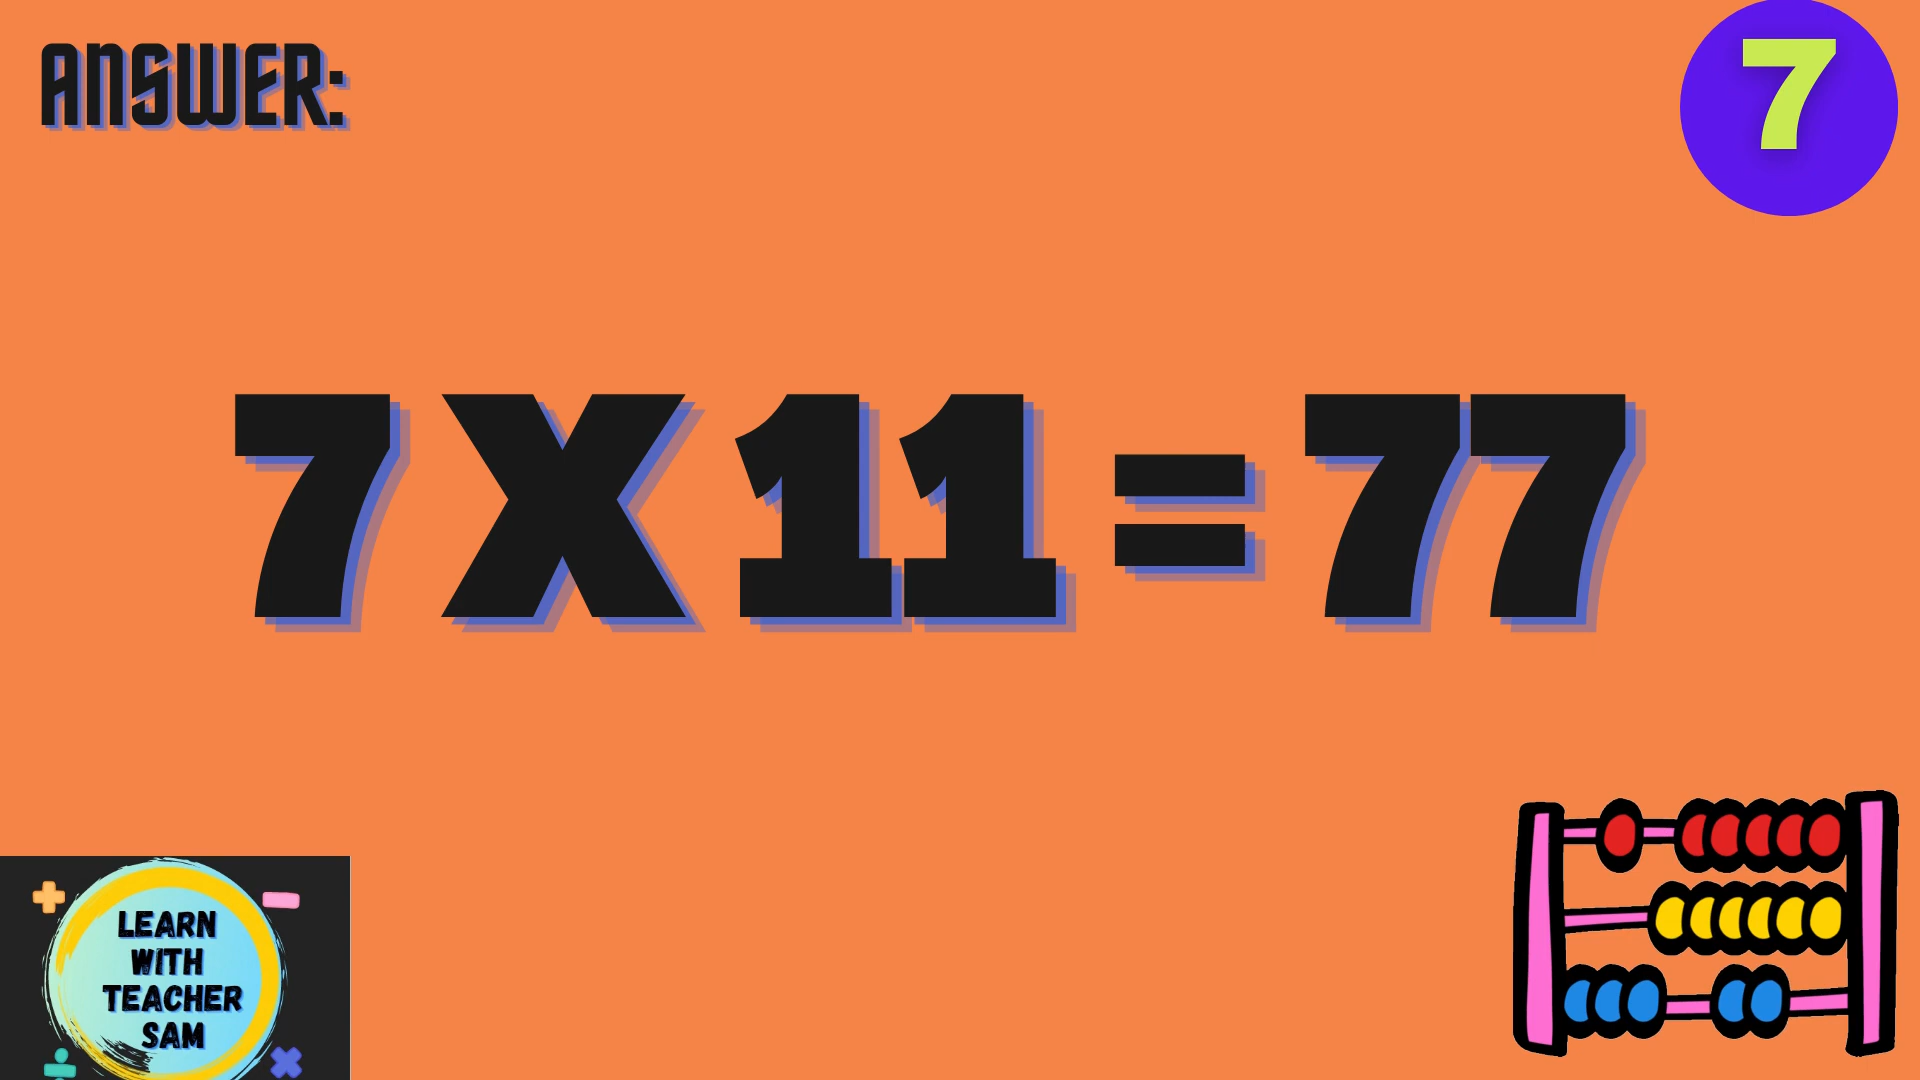 ANSWER:
7
7 X 11 = 77
LEARN
WITH
TEACHER
SAM